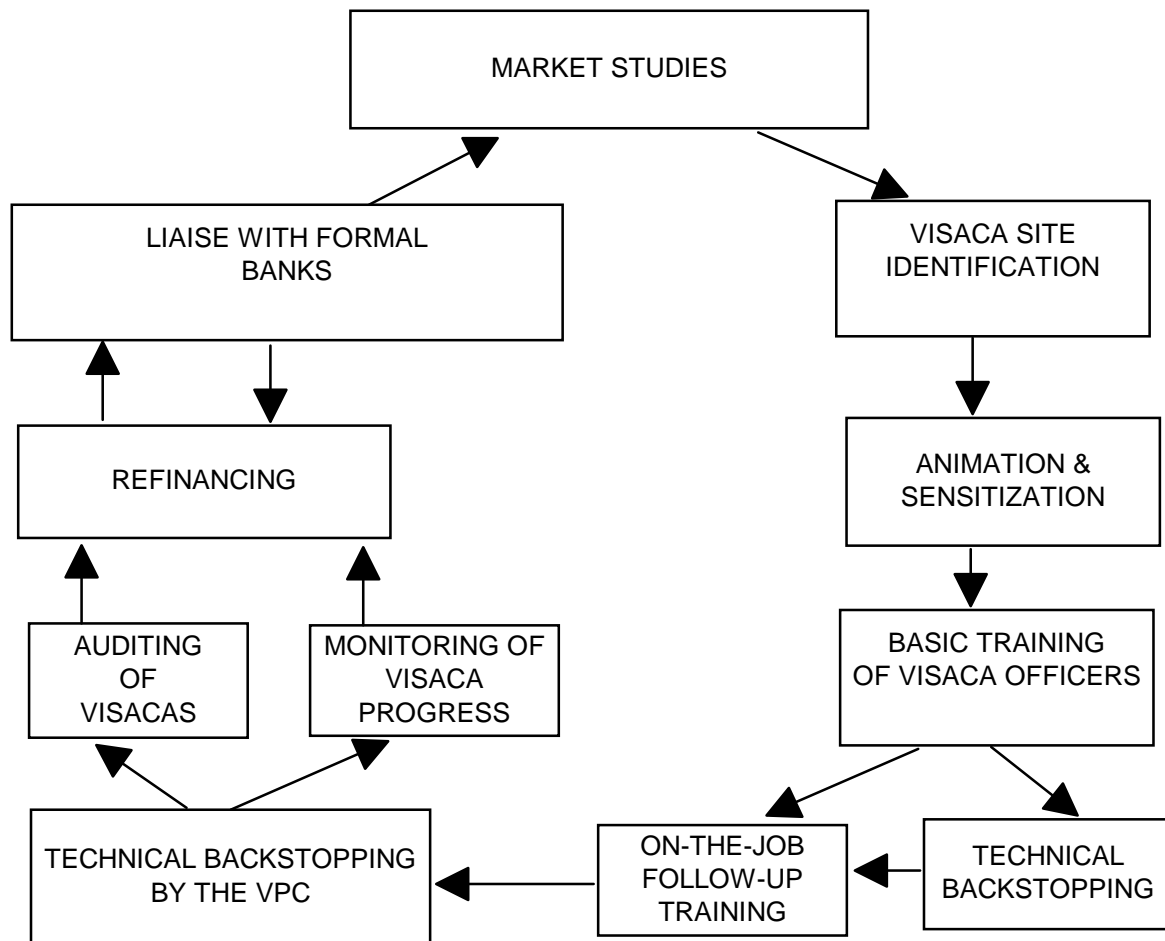 MARKET STUDIES
LIAISE WITH FORMAL
BANKS
VISACA SITE
IDENTIFICATION
REFINANCING
ANIMATION &
SENSITIZATION
AUDITING
OF
VISACAS
MONITORING OF
VISACA
PROGRESS
BASIC TRAINING
OF VISACA OFFICERS
TECHNICAL BACKSTOPPING
BY THE VPC
ON-THE-JOB
FOLLOW-UP
TRAINING
TECHNICAL
BACKSTOPPING